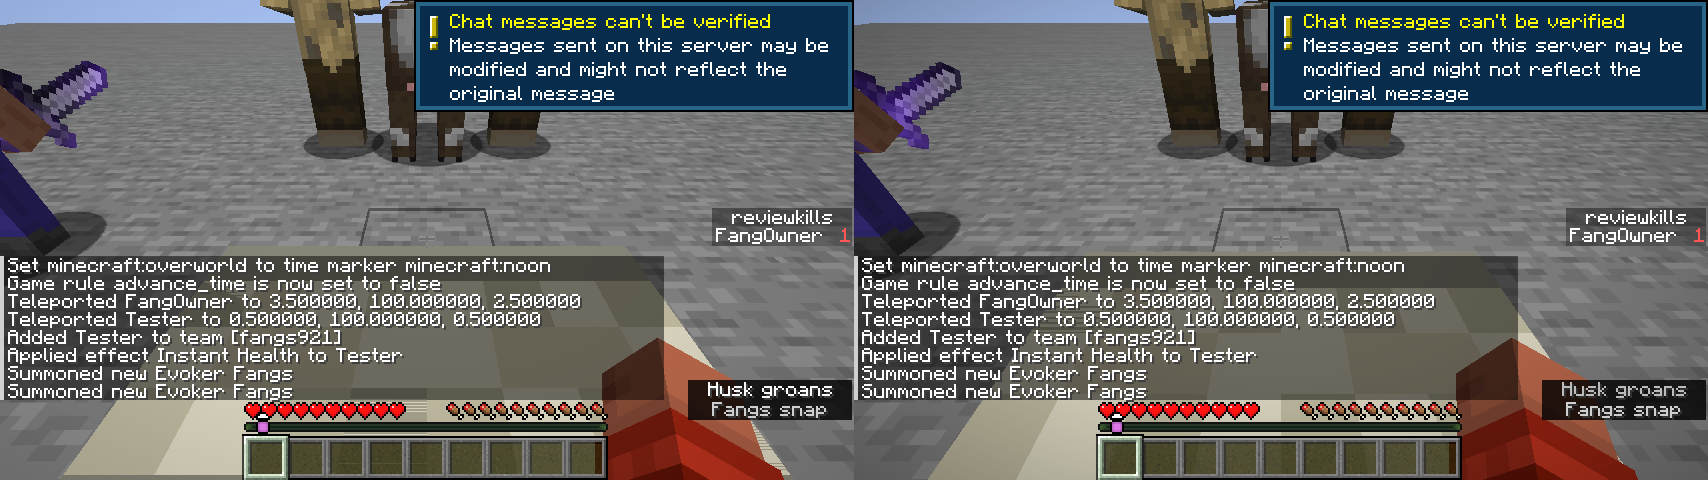 Chat messages can't be verified
Messages sent on this server may be
modified and might not reflect the
original message
reviewkills
FangOwner 1
Set minecraft:overworld to time marker minecraft:noon
Game rule advance_time is now set to false
Teleported FangOwner to 3.500000, 100.000000, 2.500000
Teleported Tester to 0.500000, 100.000000, 0.500000
Added Tester to team [fangs921]
Applied effect Instant Health to Tester
Summoned new Evoker Fangs
Summoned new Evoker Fangs
Husk groans
Fangs snap
Chat messages can't be verified
Messages sent on this server may be
modified and might not reflect the
original message
reviewkills
FangOwner 1
Set minecraft:overworld to time marker minecraft:noon
Game rule advance_time is now set to false
Teleported FangOwner to 3.500000, 100.000000, 2.500000
Teleported Tester to 0.500000, 100.000000, 0.500000
Added Tester to team [fangs921]
Applied effect Instant Health to Tester
Summoned new Evoker Fangs
Summoned new Evoker Fangs
Husk groans
Fangs snap